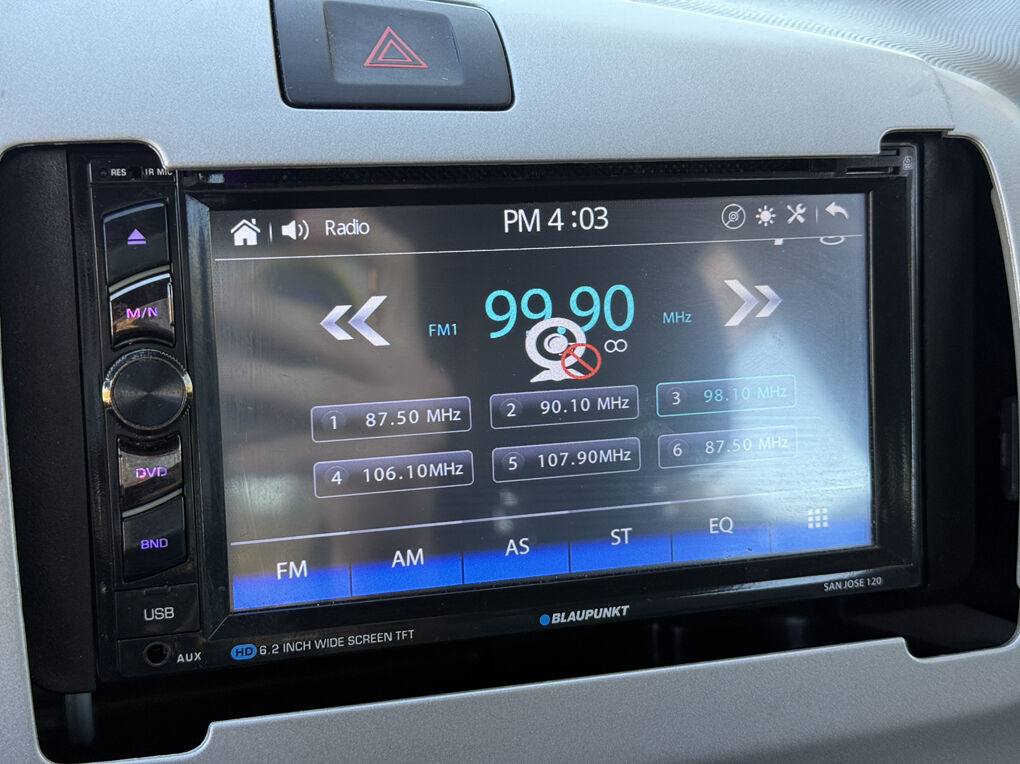 RES IR MIC
Radio PM 4:03
M/N
FM1 99.90 MHz
1 87.50 MHz 2 90.10 MHz 3 98.10 MHz
4 106.10MHz 5 107.90MHz 6 87.50 MHz
DVD
BND
FM AM AS ST EQ
USB
AUX
HD 6.2 INCH WIDE SCREEN TFT
BLAUPUNKT
SAN JOSE 120